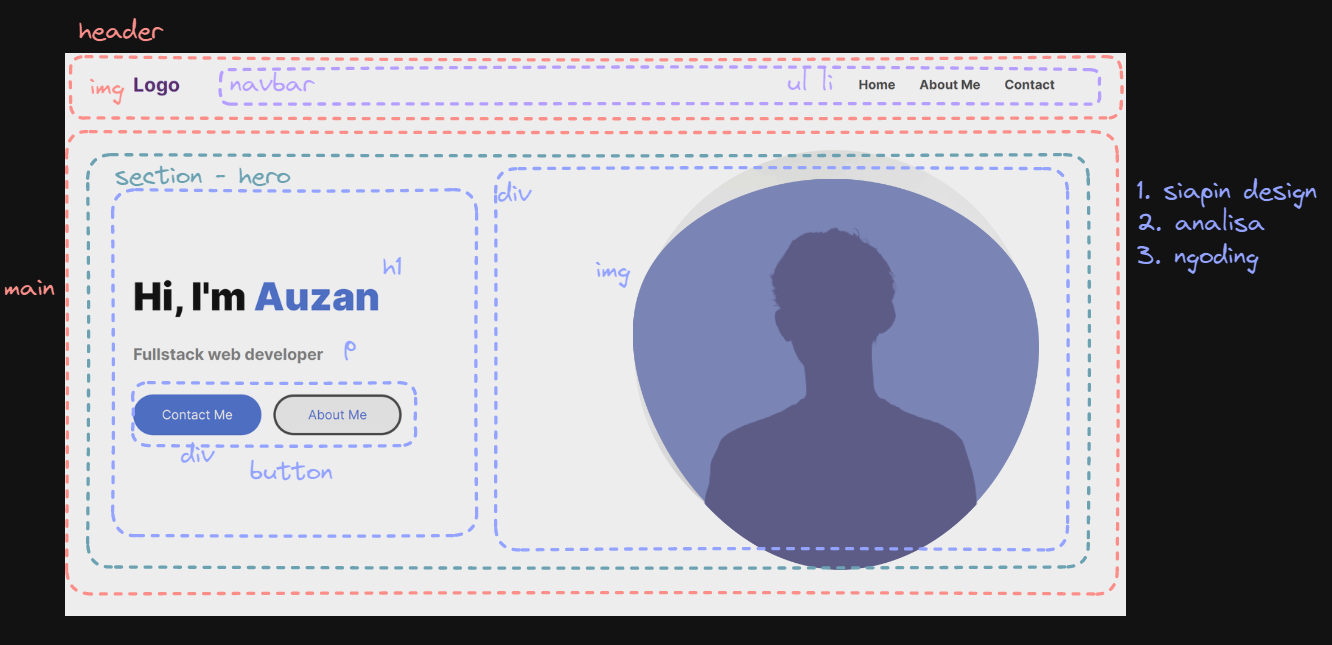 header
img Logo navbar ul li Home About Me Contact
section - hero
div
1. siapin design
2. analisa
3. ngoding
main
h1
Hi, I'm Auzan
Fullstack web developer p
Contact Me About Me
div
button
img